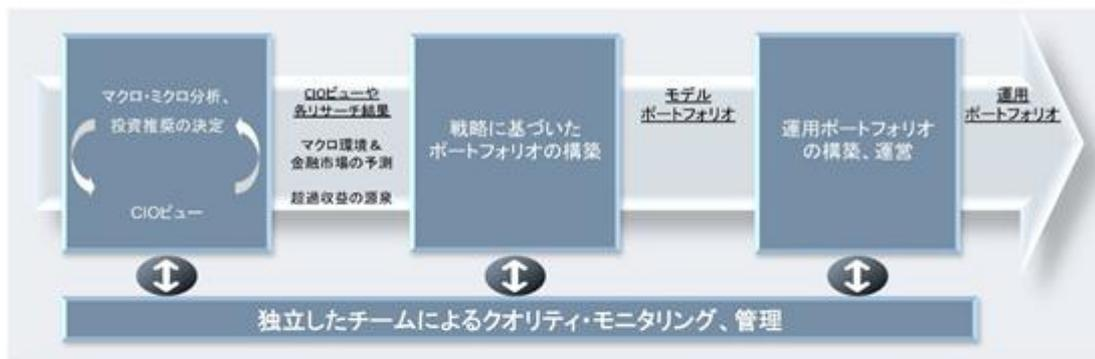 マクロ・ミクロ分析、
投資推奨の決定
CIOビュー
CIOビューや
各リサーチ結果
マクロ環境＆
金融市場の予測
超過収益の源泉
戦略に基づいた
ポートフォリオの構築
モデル
ポートフォリオ
運用ポートフォリオ
の構築、運営
運用
ポートフォリオ
独立したチームによるクオリティ・モニタリング、管理